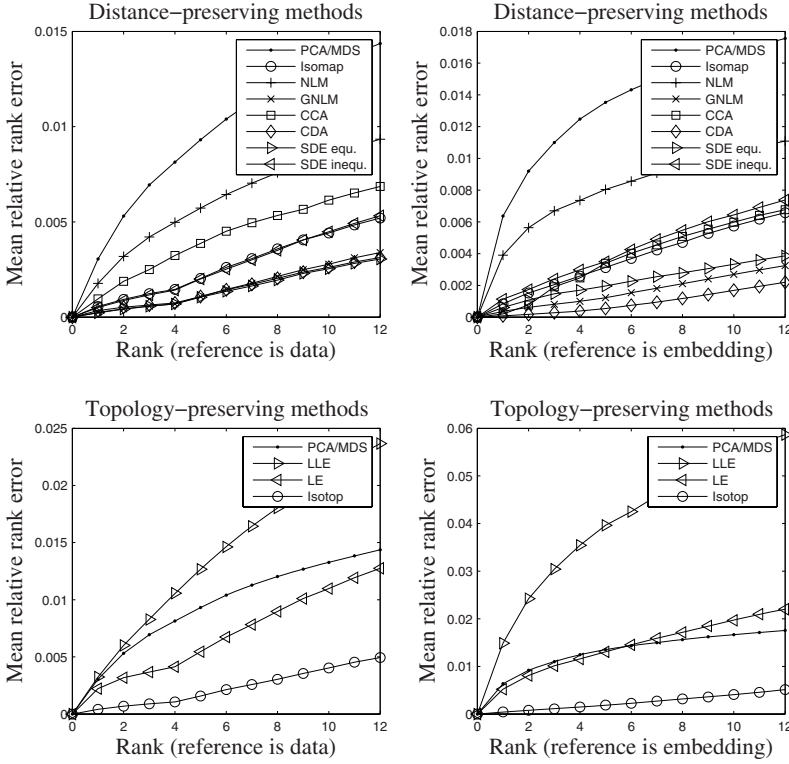 Distance−preserving methods
0.015
0.01
0.005
0
Mean relative rank error
PCA/MDS
Isomap
NLM
GNLM
CCA
CDA
SDE equ.
SDE inequ.
0 2 4 6 8 10 12
Rank (reference is data)
Distance−preserving methods
0.018
0.016
0.014
0.012
0.01
0.008
0.006
0.004
0.002
0
Mean relative rank error
PCA/MDS
Isomap
NLM
GNLM
CCA
CDA
SDE equ.
SDE inequ.
0 2 4 6 8 10 12
Rank (reference is embedding)
Topology−preserving methods
0.025
0.02
0.015
0.01
0.005
0
Mean relative rank error
PCA/MDS
LLE
LE
Isotop
0 2 4 6 8 10 12
Rank (reference is data)
Topology−preserving methods
0.06
0.05
0.04
0.03
0.02
0.01
0
Mean relative rank error
PCA/MDS
LLE
LE
Isotop
0 2 4 6 8 10 12
Rank (reference is embedding)